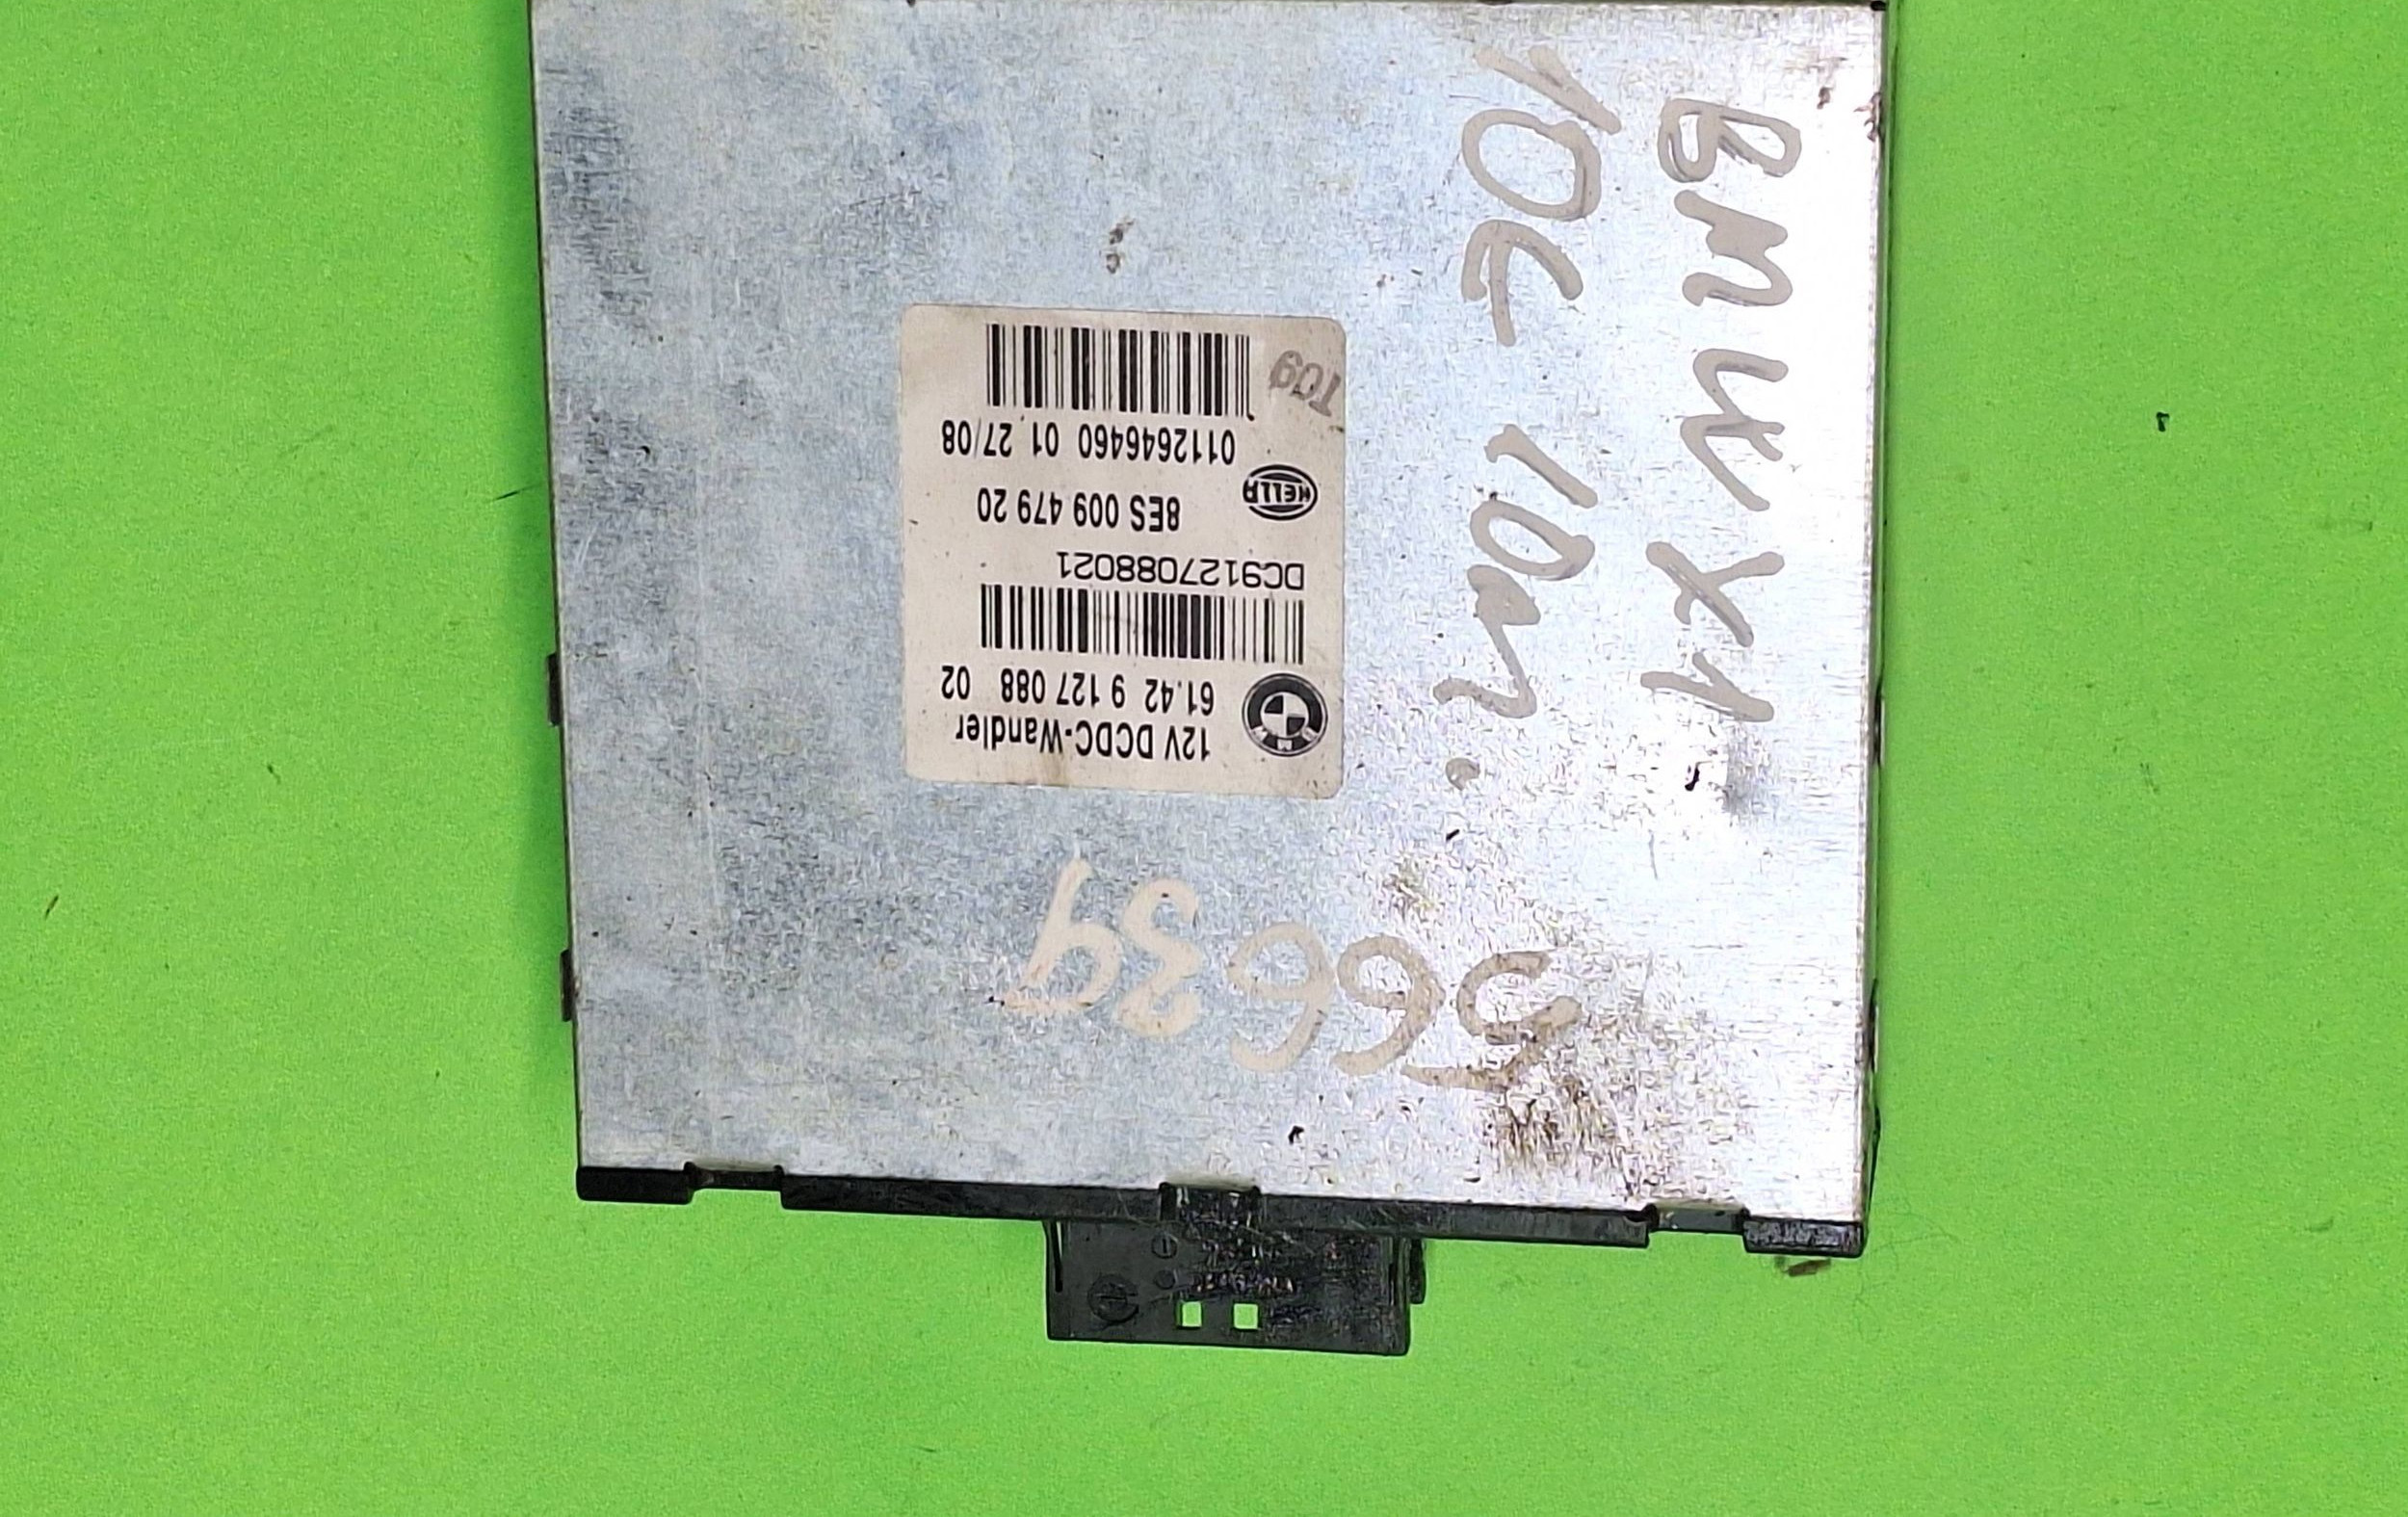 12V DCDC-Wandler
61.42 9 127 088 02
DC9127088021
8ES 009 479 20
HELLA
0112646460 01 27/08
T09
BMW X1
56639